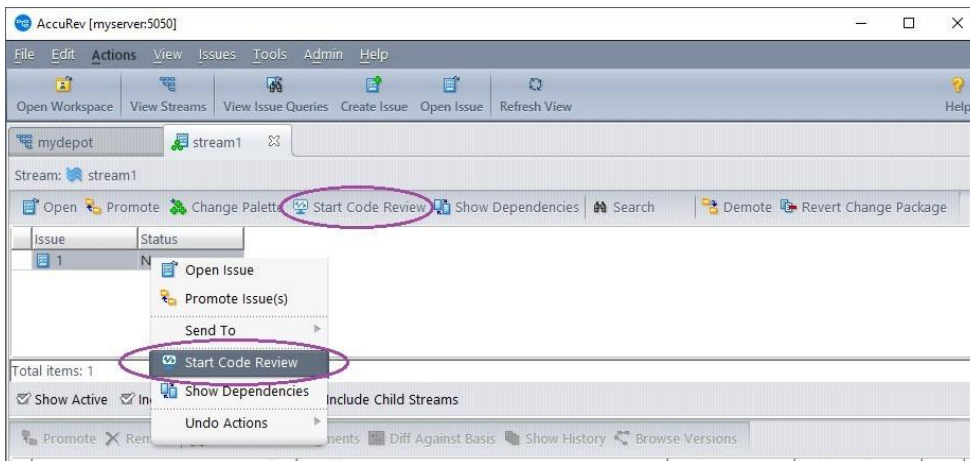 AccuRev [myserver:5050]
File Edit Actions View Issues Tools Admin Help
Open Workspace View Streams View Issue Queries Create Issue Open Issue Refresh View Help
mydepot stream1
Stream: stream1
Open Promote Change Palette Start Code Review Show Dependencies Search Demote Revert Change Package
Issue Status
1 N
Open Issue
Promote Issue(s)
Send To
Start Code Review
Total items: 1
Show Dependencies
Show Active In Include Child Streams
Undo Actions
Promote Rem ments Diff Against Basis Show History Browse Versions